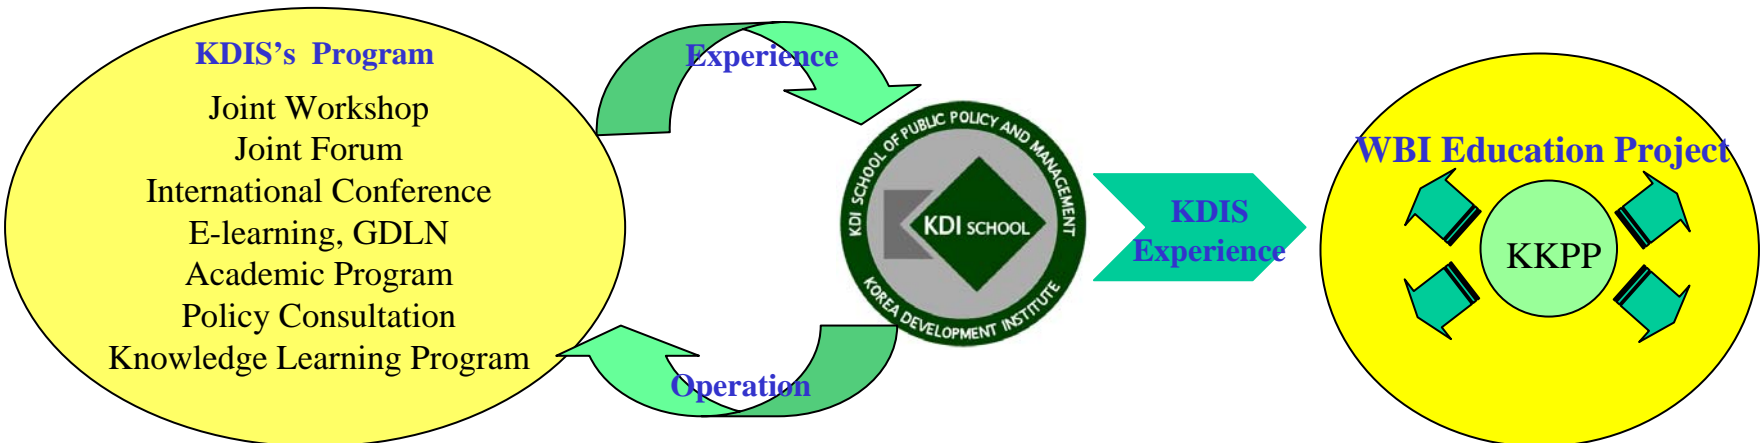 KDIS’s  Program
Joint Workshop
Joint Forum
International Conference
E-learning, GDLN
Academic Program
Policy Consultation
Knowledge Learning Program
Experience
Operation
KDI SCHOOL OF PUBLIC POLICY AND MANAGEMENT
KDI SCHOOL
KOREA DEVELOPMENT INSTITUTE
KDIS
Experience
WBI Education Project
KKPP